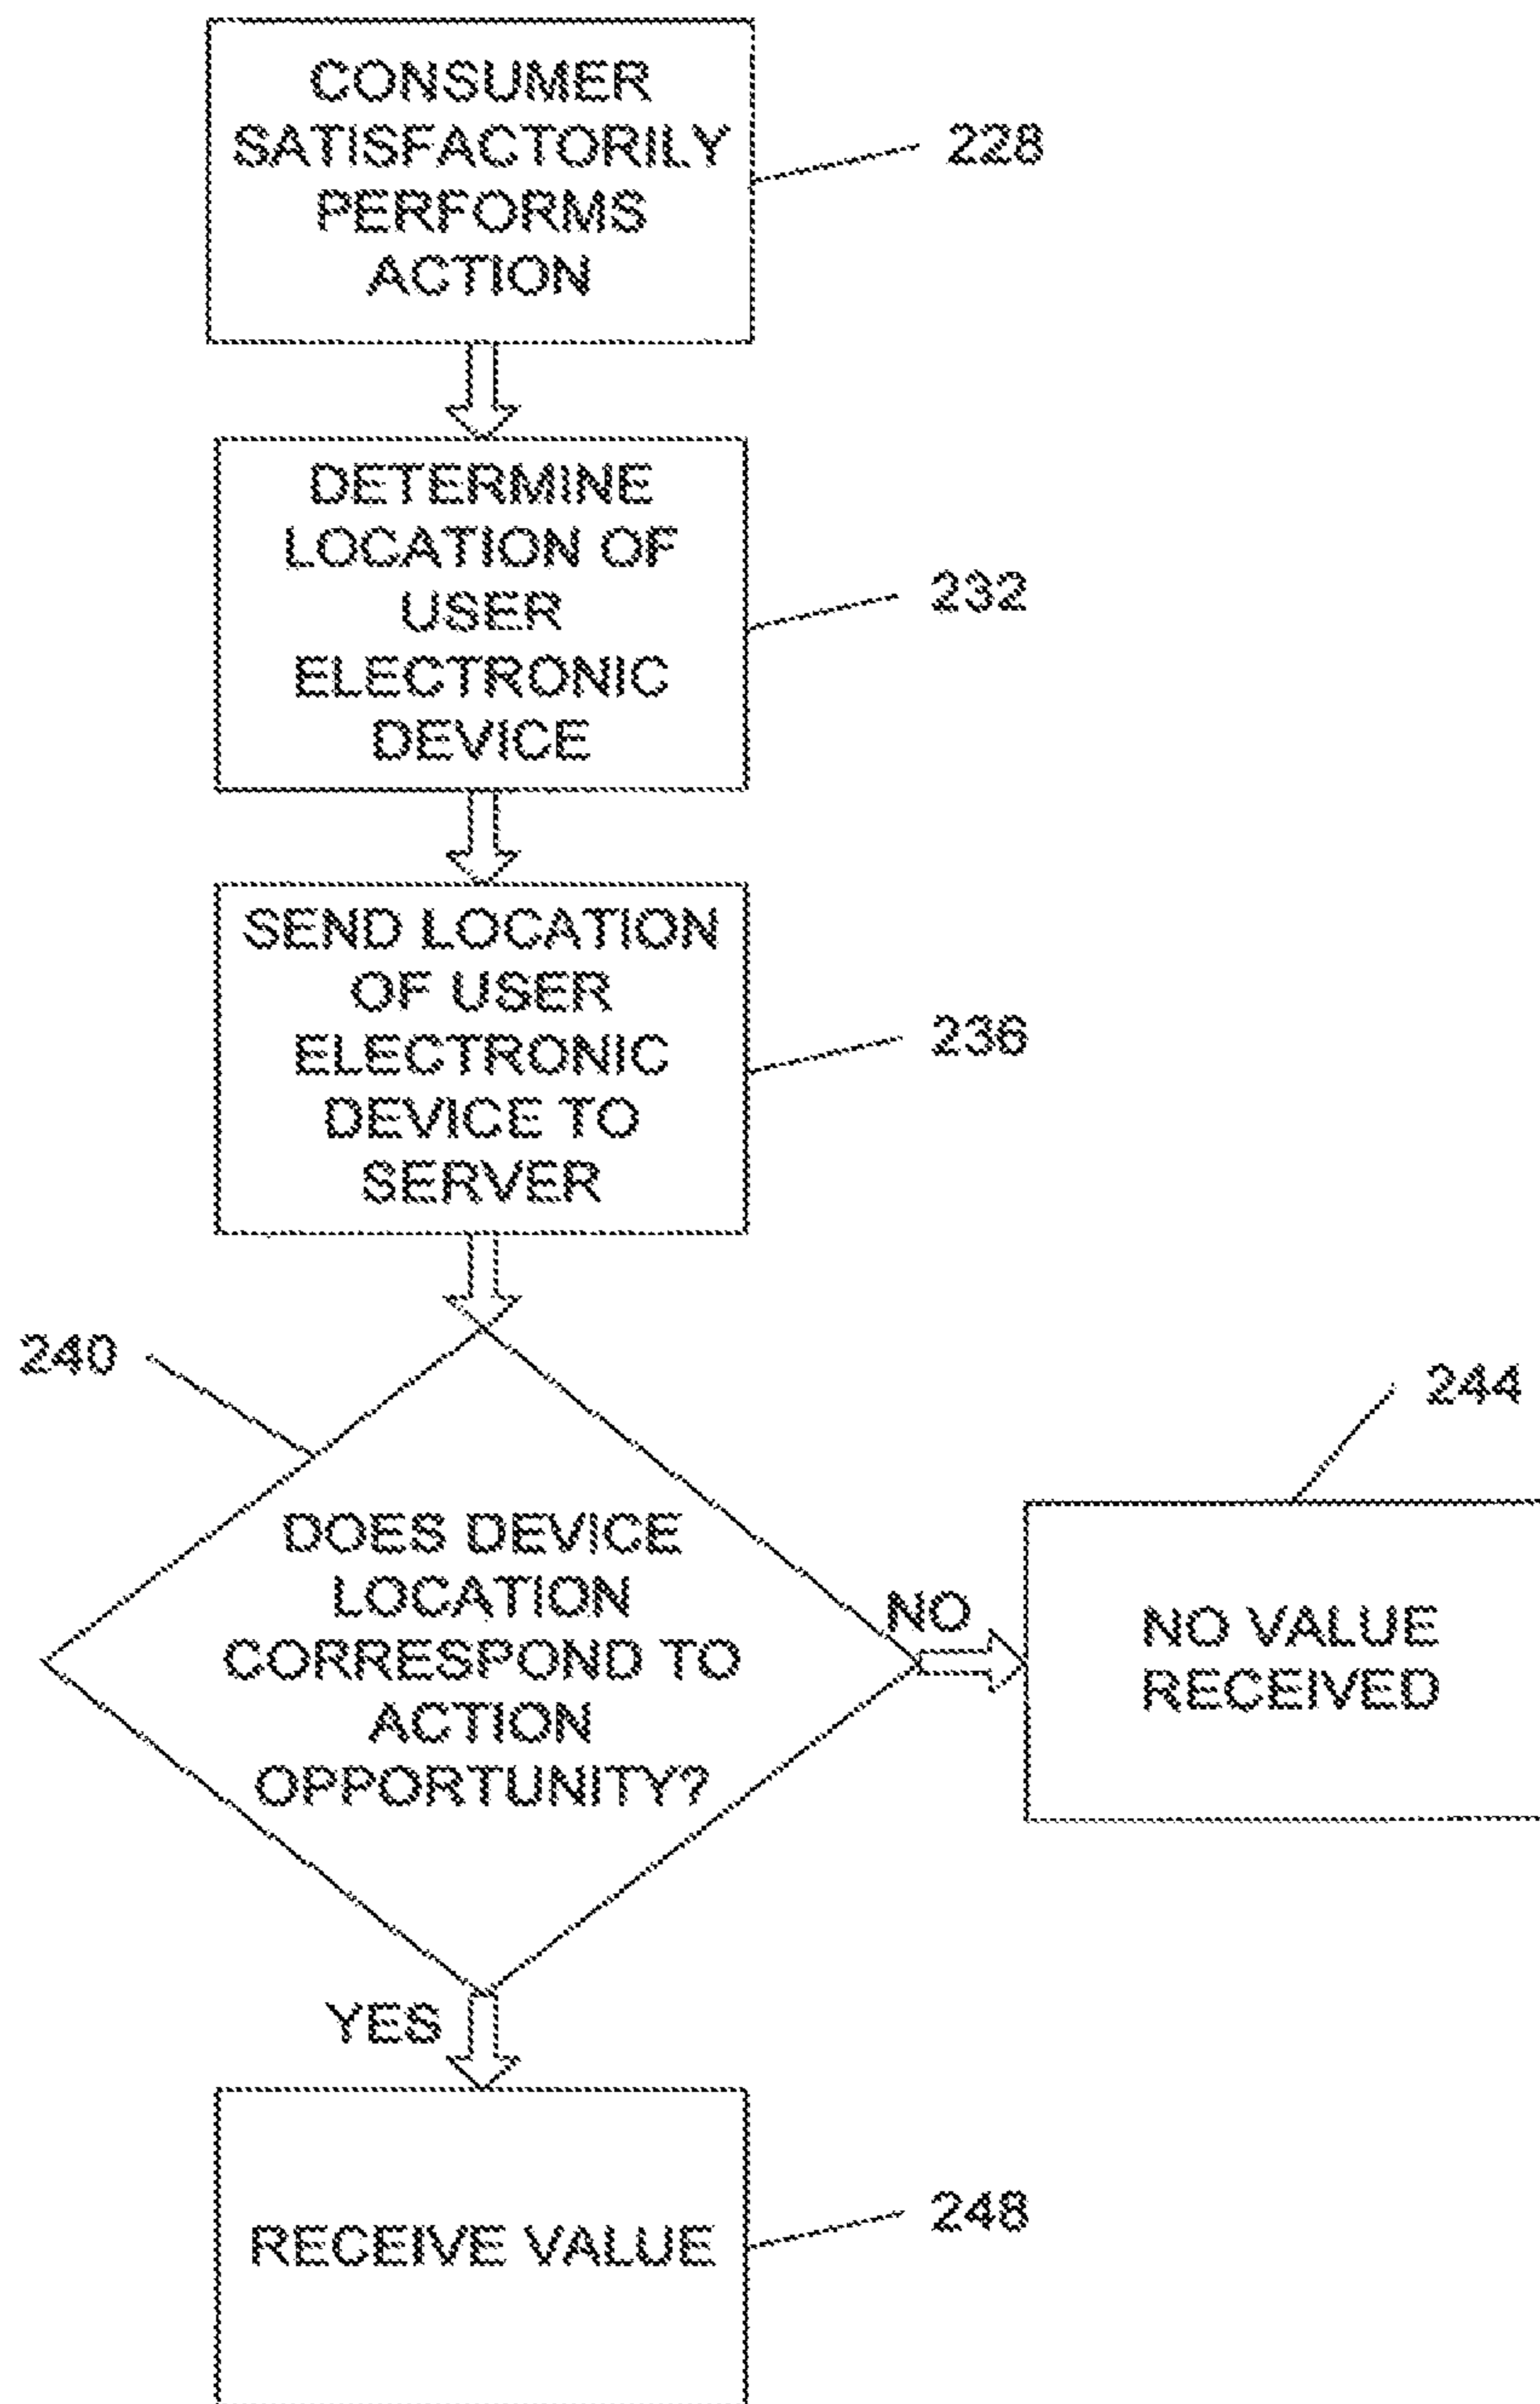 CONSUMER
SATISFACTORILY
PERFORMS
ACTION
228
DETERMINE
LOCATION OF
USER
ELECTRONIC
DEVICE
232
SEND LOCATION
OF USER
ELECTRONIC
DEVICE TO
SERVER
236
240
DOES DEVICE
LOCATION
CORRESPOND TO
ACTION
OPPORTUNITY?
NO
244
NO VALUE
RECEIVED
YES
RECEIVE VALUE
248